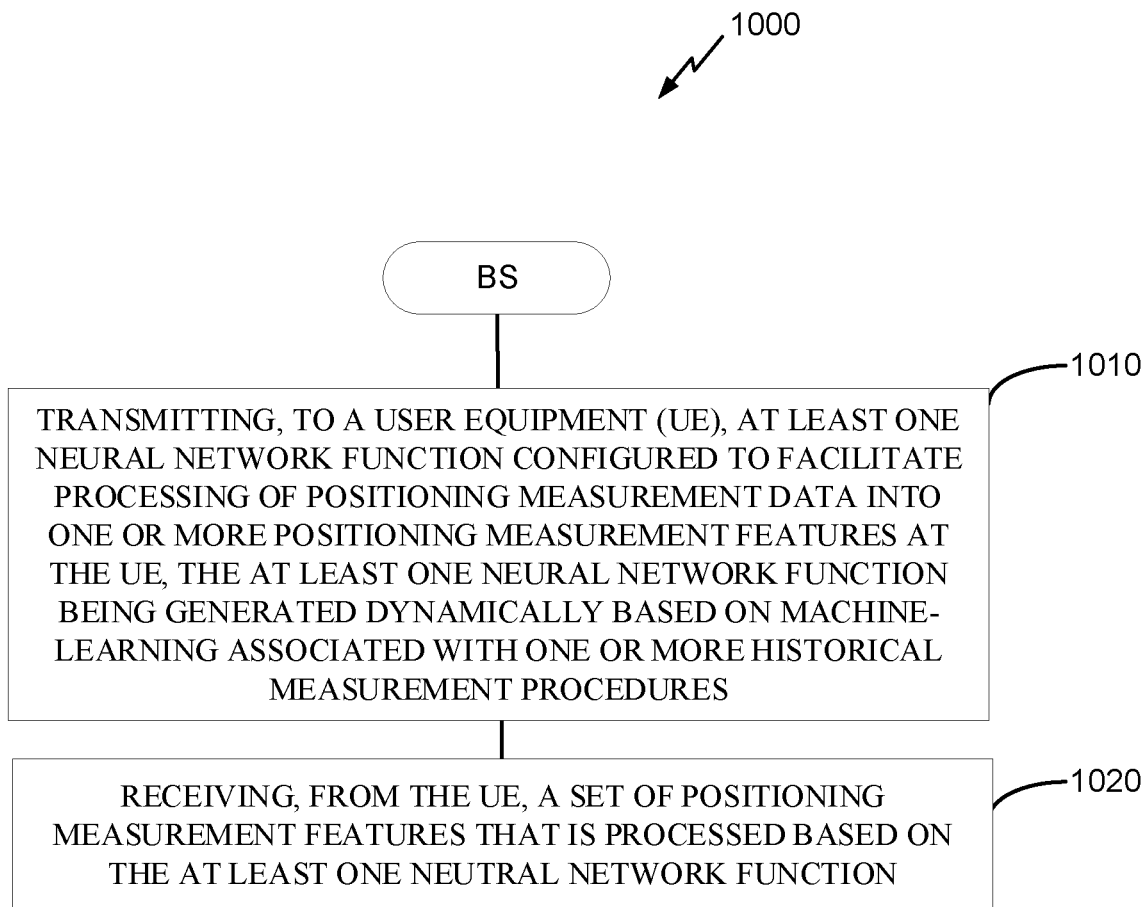 1000
BS
1010
TRANSMITTING, TO A USER EQUIPMENT (UE), AT LEAST ONE
NEURAL NETWORK FUNCTION CONFIGURED TO FACILITATE
PROCESSING OF POSITIONING MEASUREMENT DATA INTO
ONE OR MORE POSITIONING MEASUREMENT FEATURES AT
THE UE, THE AT LEAST ONE NEURAL NETWORK FUNCTION
BEING GENERATED DYNAMICALLY BASED ON MACHINE-
LEARNING ASSOCIATED WITH ONE OR MORE HISTORICAL
MEASUREMENT PROCEDURES
1020
RECEIVING, FROM THE UE, A SET OF POSITIONING
MEASUREMENT FEATURES THAT IS PROCESSED BASED ON
THE AT LEAST ONE NEUTRAL NETWORK FUNCTION